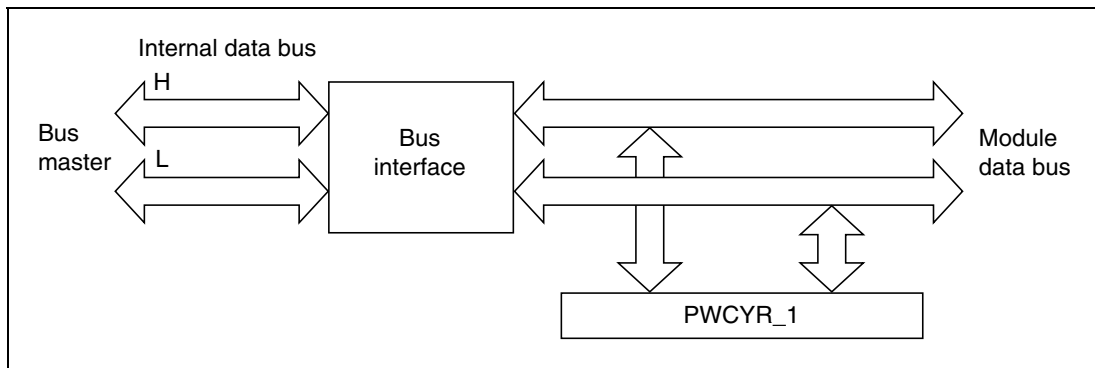 Internal data bus
H
Bus
master
L
Bus
interface
Module
data bus
PWCYR_1